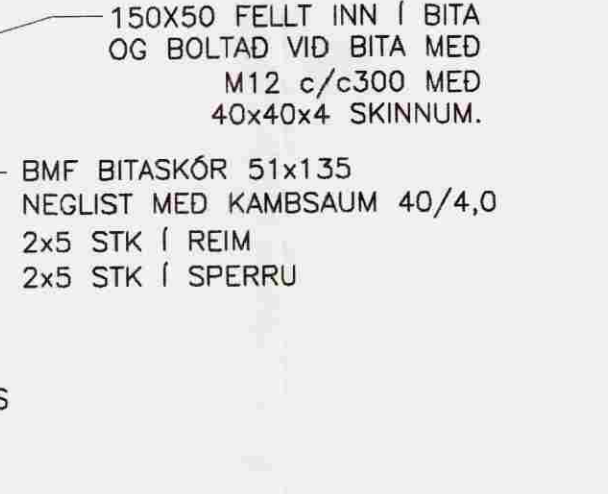 150X50 FELLT INN Í BITA
OG BOLTAÐ VIÐ BITA MEÐ
M12 c/c300 MEÐ
40x40x4 SKINNUM.
BMF BITASKÓR 51x135
NEGLIST MEÐ KAMBSAUM 40/4,0
2x5 STK Í REIM
2x5 STK Í SPERRU
S